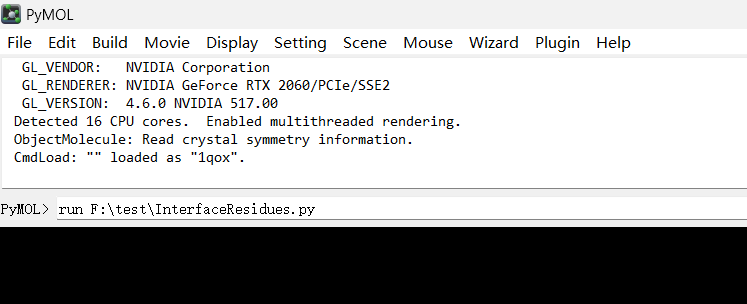 PyMOL
File Edit Build Movie Display Setting Scene Mouse Wizard Plugin Help
GL_VENDOR:   NVIDIA Corporation
GL_RENDERER: NVIDIA GeForce RTX 2060/PCIe/SSE2
GL_VERSION:  4.6.0 NVIDIA 517.00
Detected 16 CPU cores.  Enabled multithreaded rendering.
ObjectMolecule: Read crystal symmetry information.
CmdLoad: "" loaded as "1qox".
PyMOL> run F:\test\InterfaceResidues.py